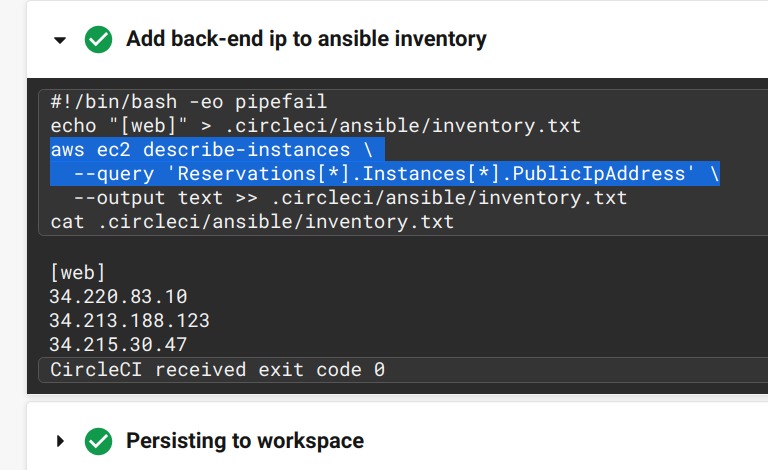 Add back-end ip to ansible inventory
#!/bin/bash -eo pipefail
echo "[web]" > .circleci/ansible/inventory.txt
aws ec2 describe-instances \
  --query 'Reservations[*].Instances[*].PublicIpAddress' \
  --output text >> .circleci/ansible/inventory.txt
cat .circleci/ansible/inventory.txt
[web]
34.220.83.10
34.213.188.123
34.215.30.47
CircleCI received exit code 0
Persisting to workspace